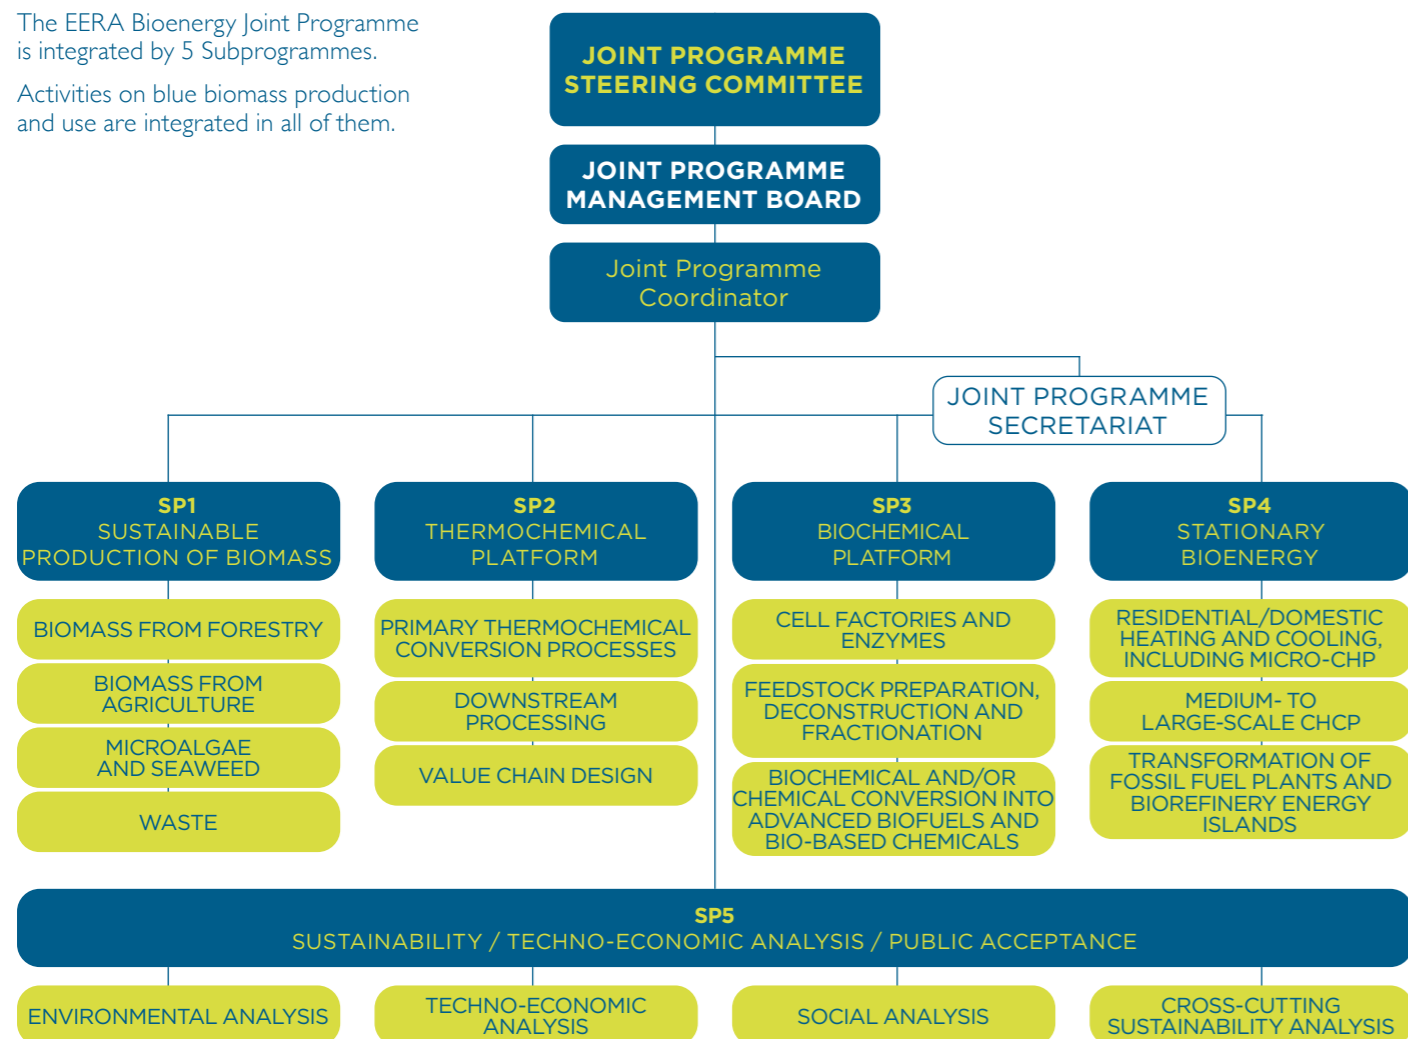 The EERA Bioenergy Joint Programme
is integrated by 5 Subprogrammes.
Activities on blue biomass production
and use are integrated in all of them.
JOINT PROGRAMME
STEERING COMMITTEE
JOINT PROGRAMME
MANAGEMENT BOARD
Joint Programme
Coordinator
JOINT PROGRAMME
SECRETARIAT
SP1
SUSTAINABLE
PRODUCTION OF BIOMASS
BIOMASS FROM FORESTRY
BIOMASS FROM
AGRICULTURE
MICROALGAE
AND SEAWEED
WASTE
SP2
THERMOCHEMICAL
PLATFORM
PRIMARY THERMOCHEMICAL
CONVERSION PROCESSES
DOWNSTREAM
PROCESSING
VALUE CHAIN DESIGN
SP3
BIOCHEMICAL
PLATFORM
CELL FACTORIES AND
ENZYMES
FEEDSTOCK PREPARATION,
DECONSTRUCTION AND
FRACTIONATION
BIOCHEMICAL AND/OR
CHEMICAL CONVERSION INTO
ADVANCED BIOFUELS AND
BIO-BASED CHEMICALS
SP4
STATIONARY
BIOENERGY
RESIDENTIAL/DOMESTIC
HEATING AND COOLING,
INCLUDING MICRO-CHP
MEDIUM- TO
LARGE-SCALE CHCP
TRANSFORMATION OF
FOSSIL FUEL PLANTS AND
BIOREFINERY ENERGY
ISLANDS
SP5
SUSTAINABILITY / TECHNO-ECONOMIC ANALYSIS / PUBLIC ACCEPTANCE
ENVIRONMENTAL ANALYSIS
TECHNO-ECONOMIC
ANALYSIS
SOCIAL ANALYSIS
CROSS-CUTTING
SUSTAINABILITY ANALYSIS